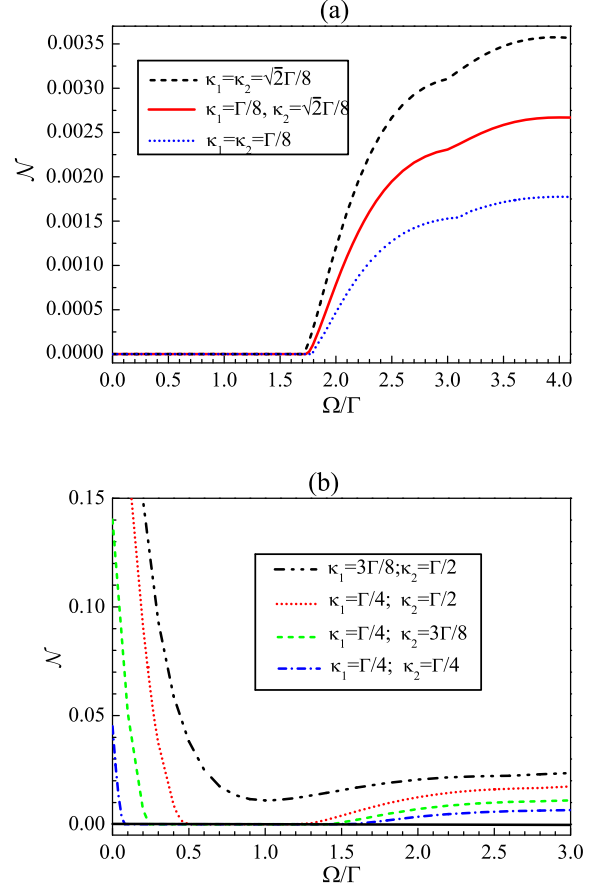 (a)
0.0035
0.0030
0.0025
0.0020
0.0015
0.0010
0.0005
0.0000
𝒩
κ₁=κ₂=√2Γ/8
κ₁=Γ/8, κ₂=√2Γ/8
κ₁=κ₂=Γ/8
0.0 0.5 1.0 1.5 2.0 2.5 3.0 3.5 4.0
Ω/Γ
(b)
0.15
0.10
0.05
0.00
𝒩
κ₁=3Γ/8;κ₂=Γ/2
κ₁=Γ/4; κ₂=Γ/2
κ₁=Γ/4; κ₂=3Γ/8
κ₁=Γ/4; κ₂=Γ/4
0.0 0.5 1.0 1.5 2.0 2.5 3.0
Ω/Γ